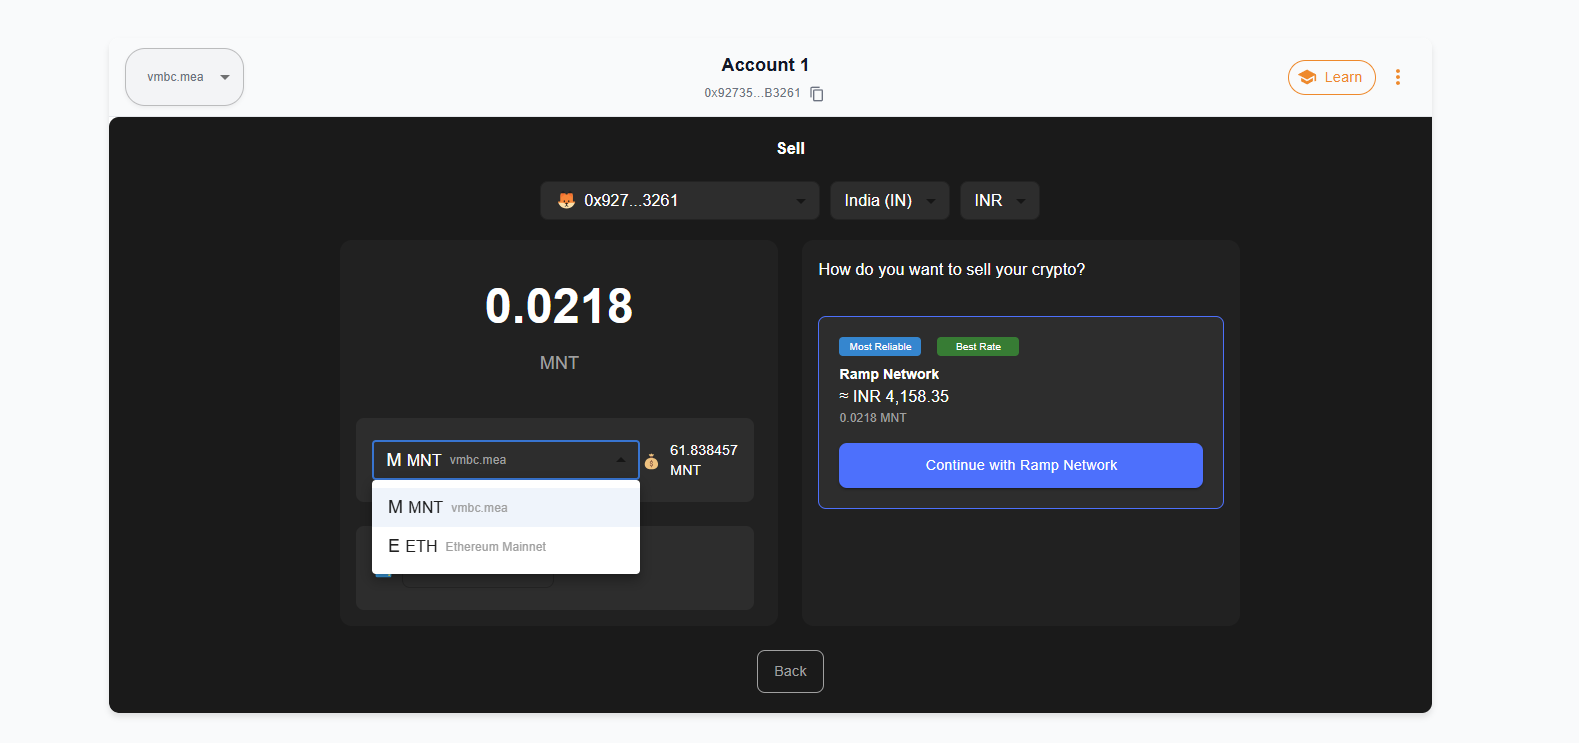 vmbc.mea
Account 1
0x92735...B3261
Learn
Sell
0x927...3261
India (IN)
INR
0.0218
MNT
M MNT vmbc.mea
61.838457
MNT
M MNT vmbc.mea
E ETH Ethereum Mainnet
How do you want to sell your crypto?
Most Reliable
Best Rate
Ramp Network
≈ INR 4,158.35
0.0218 MNT
Continue with Ramp Network
Back